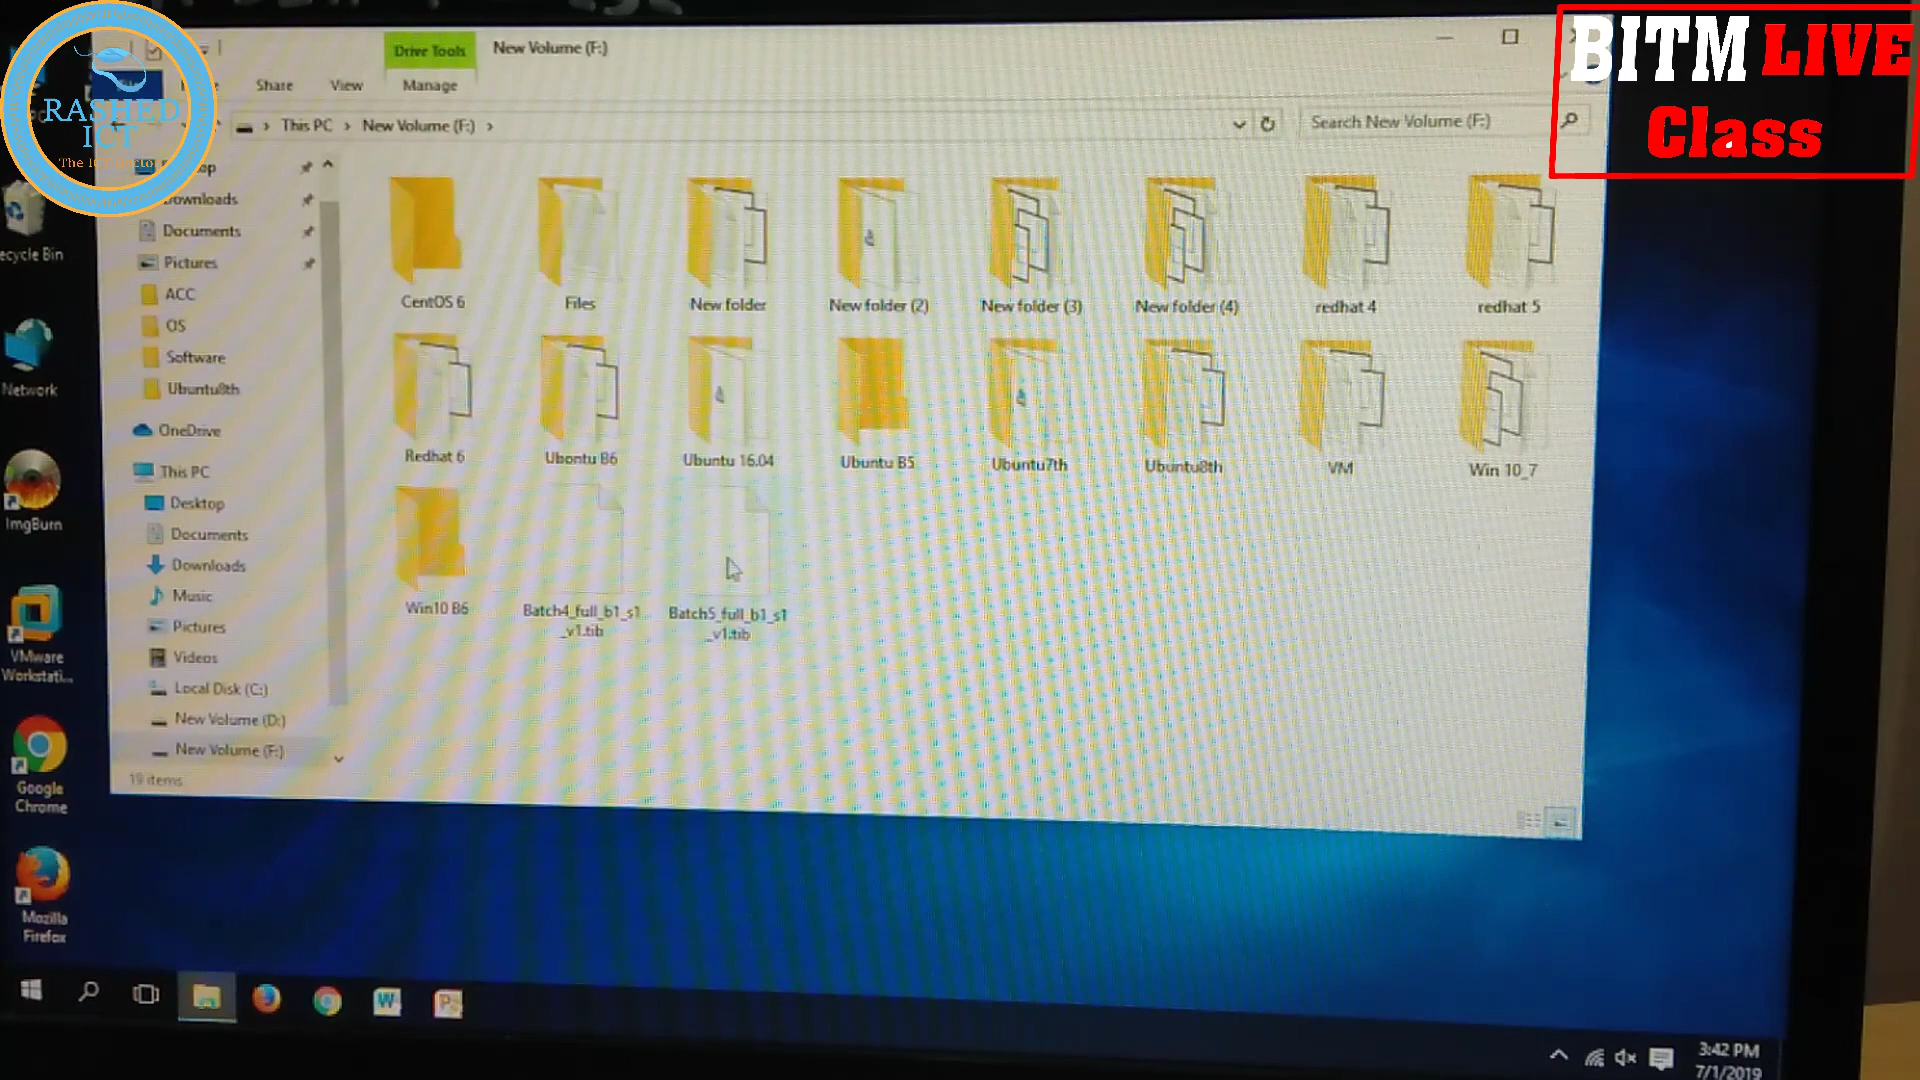 BITM LIVE
Class
RASHED
ICT
Drive Tools
New Volume (F:)
Share
View
Manage
This PC
New Volume (F:)
Search New Volume (F:)
Downloads
Documents
Pictures
ACC
OS
Software
Ubuntu8th
OneDrive
This PC
Desktop
Documents
Downloads
Music
Pictures
Videos
Local Disk (C:)
New Volume (D:)
New Volume (F:)
19 items
CentOS 6
Files
New folder
New folder (2)
New folder (3)
New folder (4)
redhat 4
redhat 5
Redhat 6
Ubontu B6
Ubuntu 16.04
Ubuntu B5
Ubuntu7th
Ubuntu8th
VM
Win 10_7
Win10 B6
Batch4_full_b1_s1
_v1.tib
Batch5_full_b1_s1
_v1.tib
ecycle Bin
Network
ImgBurn
VMware
Workstati...
Google
Chrome
Mozilla
Firefox
3:42 PM
7/1/2019